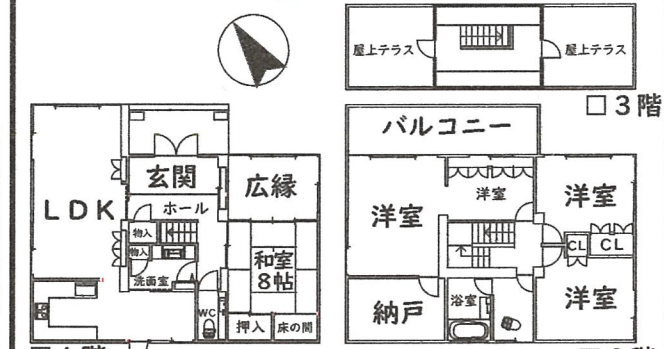 屋上テラス
屋上テラス
□3階
バルコニー
玄関
広縁
LDK
ホール
物入
物入
洗面室
和室
8帖
WC
押入
床の間
洋室
洋室
洋室
CL
CL
納戸
浴室
洋室